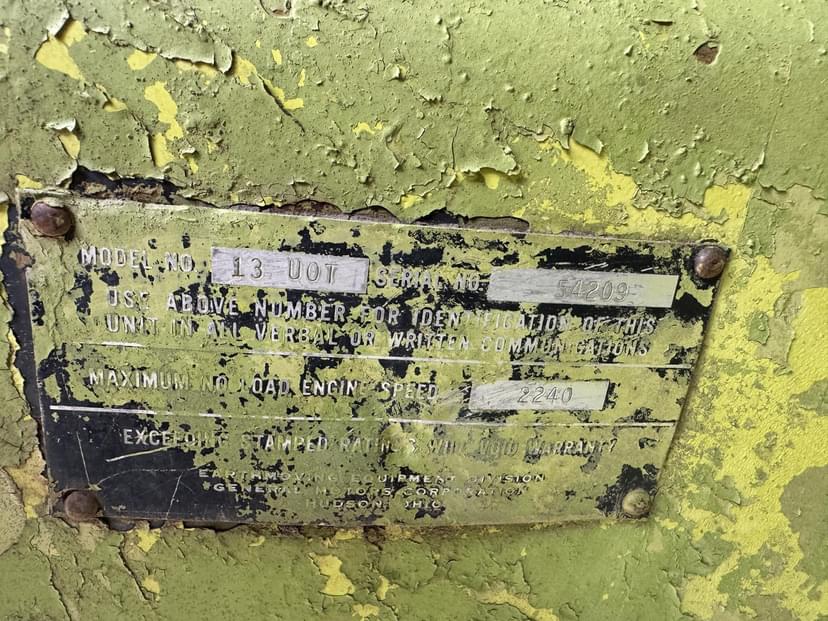 MODEL NO. 13 UOT SERIAL NO. 54209
USE ABOVE NUMBER FOR IDENTIFICATION OF THIS
UNIT IN ALL VERBAL OR WRITTEN COMMUNICATIONS
MAXIMUM NO LOAD ENGINE SPEED 2240
EXCEEDING STAMPED RATINGS WILL VOID WARRANTY
EARTHMOVING EQUIPMENT DIVISION
GENERAL MOTORS CORPORATION
HUDSON, OHIO